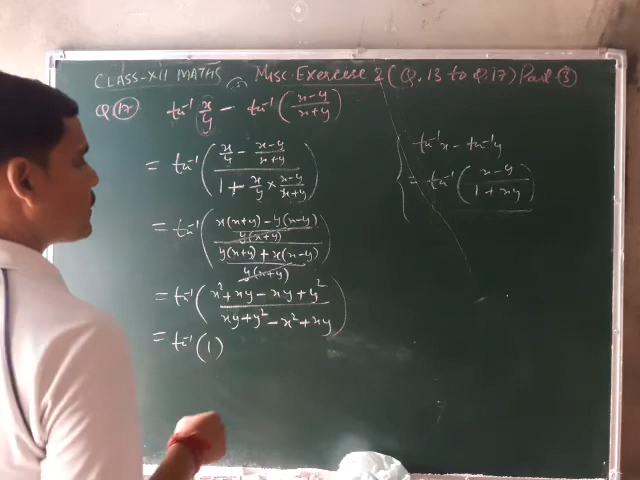 CLASS-XII MATHS, Misc. Exercise 2 (Q.13 to Q.17) Part ③
Q.⑰ tan⁻¹ x/y - tan⁻¹ ( (x-y)/(x+y) )
= tan⁻¹ ( ( x/y - (x-y)/(x+y) ) / ( 1 + x/y × (x-y)/(x+y) ) )
= tan⁻¹ ( ( (x(x+y) - y(x-y)) / y(x+y) ) / ( (y(x+y) + x(x-y)) / y(x+y) ) )
= tan⁻¹ ( ( x² + xy - xy + y² ) / ( xy + y² - x² + xy ) )
= tan⁻¹ (1)
tan⁻¹x - tan⁻¹y
= tan⁻¹ ( (x-y)/(1+xy) )